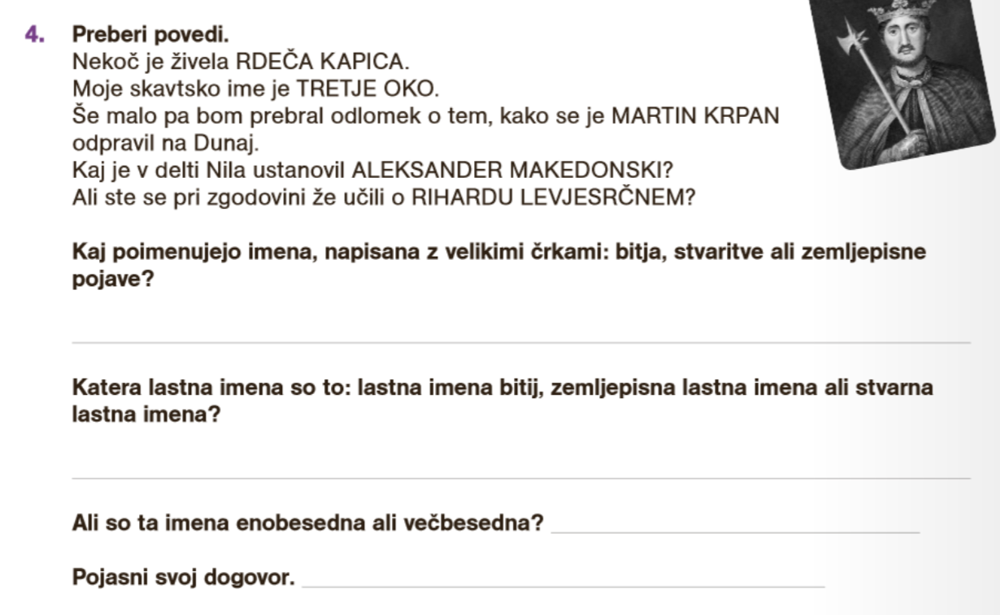 4. Preberi povedi.
Nekoč je živela RDEČA KAPICA.
Moje skavtsko ime je TRETJE OKO.
Še malo pa bom prebral odlomek o tem, kako se je MARTIN KRPAN
odpravil na Dunaj.
Kaj je v delti Nila ustanovil ALEKSANDER MAKEDONSKI?
Ali ste se pri zgodovini že učili o RIHARDU LEVJESRČNEM?
Kaj poimenujejo imena, napisana z velikimi črkami: bitja, stvaritve ali zemljepisne
pojave?
Katera lastna imena so to: lastna imena bitij, zemljepisna lastna imena ali stvarna
lastna imena?
Ali so ta imena enobesedna ali večbesedna?
Pojasni svoj dogovor.